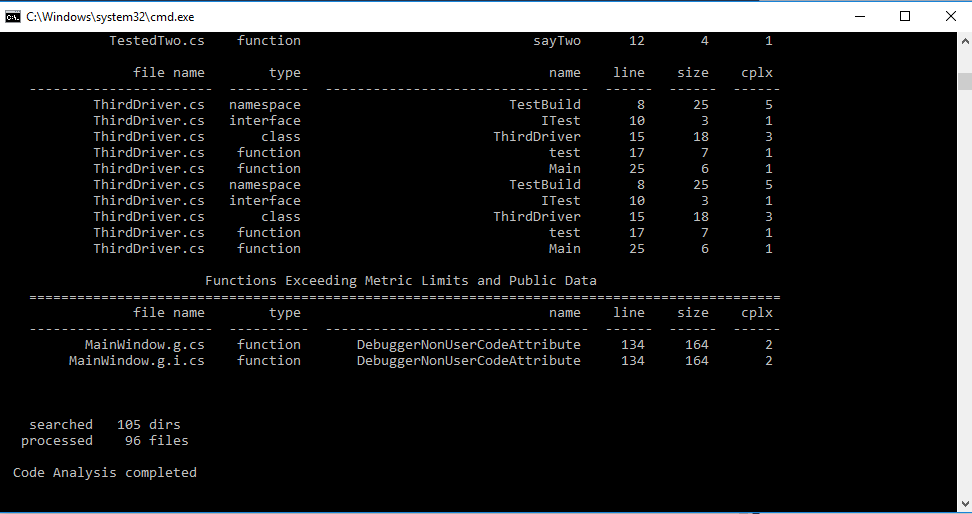 C:\Windows\system32\cmd.exe
TestedTwo.cs function sayTwo 12 4 1
file name type name line size cplx
----------------------- ---------- --------------------------------- ------ ------ ------
ThirdDriver.cs namespace TestBuild 8 25 5
ThirdDriver.cs interface ITest 10 3 1
ThirdDriver.cs class ThirdDriver 15 18 3
ThirdDriver.cs function test 17 7 1
ThirdDriver.cs function Main 25 6 1
ThirdDriver.cs namespace TestBuild 8 25 5
ThirdDriver.cs interface ITest 10 3 1
ThirdDriver.cs class ThirdDriver 15 18 3
ThirdDriver.cs function test 17 7 1
ThirdDriver.cs function Main 25 6 1
Functions Exceeding Metric Limits and Public Data
==============================================================================================
file name type name line size cplx
----------------------- ---------- --------------------------------- ------ ------ ------
MainWindow.g.cs function DebuggerNonUserCodeAttribute 134 164 2
MainWindow.g.i.cs function DebuggerNonUserCodeAttribute 134 164 2
searched 105 dirs
processed 96 files
Code Analysis completed